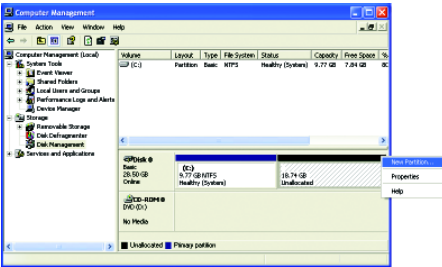 Computer Management
File Action View Window Help
Computer Management (Local)
System Tools
Event Viewer
Shared Folders
Local Users and Groups
Performance Logs and Alerts
Device Manager
Storage
Removable Storage
Disk Defragmenter
Disk Management
Services and Applications
Volume Layout Type File System Status Capacity Free Space %
(C:) Partition Basic NTFS Healthy (System) 9.77 GB 7.84 GB 80
Disk 0
Basic
28.50 GB
Online
(C:)
9.77 GB NTFS
Healthy (System)
18.74 GB
Unallocated
New Partition...
Properties
Help
CD-ROM 0
DVD (D:)
No Media
Unallocated Primary partition